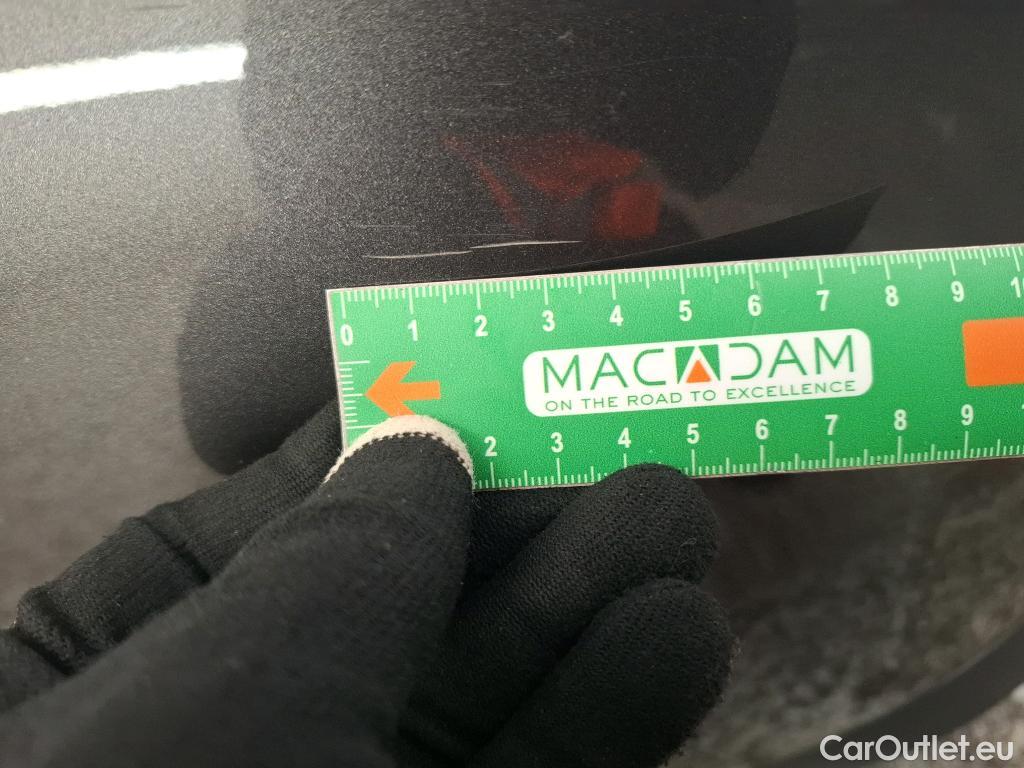 0 1 2 3 4 5 6 7 8 9 10
MACADAM
ON THE ROAD TO EXCELLENCE
2 3 4 5 6 7 8 9
CarOutlet.eu